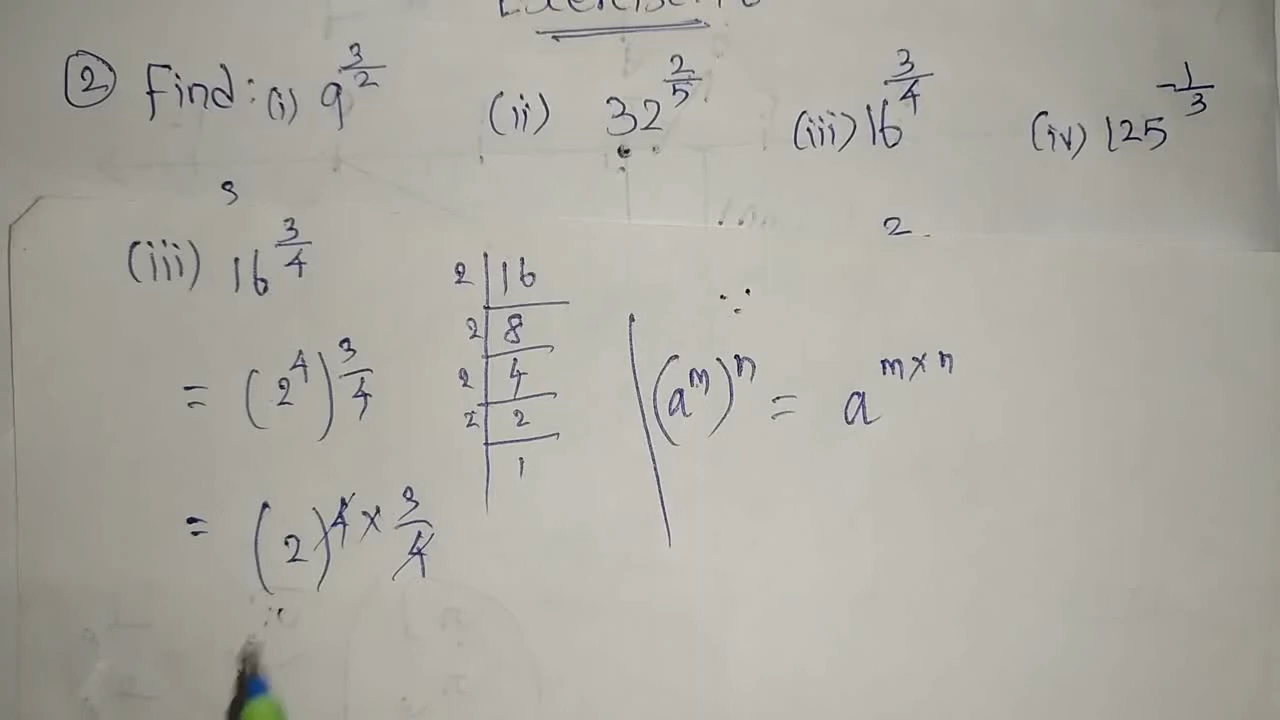 ② Find: (i) 9^{3/2} (ii) 32^{2/5} (iii) 16^{3/4} (iv) 125^{-1/3}
(iii) 16^{3/4}
= (2^4)^{3/4}
= (2)^{4 × 3/4}
2 | 16
2 | 8
2 | 4
2 | 2
1
∵
(a^m)^n = a^{m×n}
2